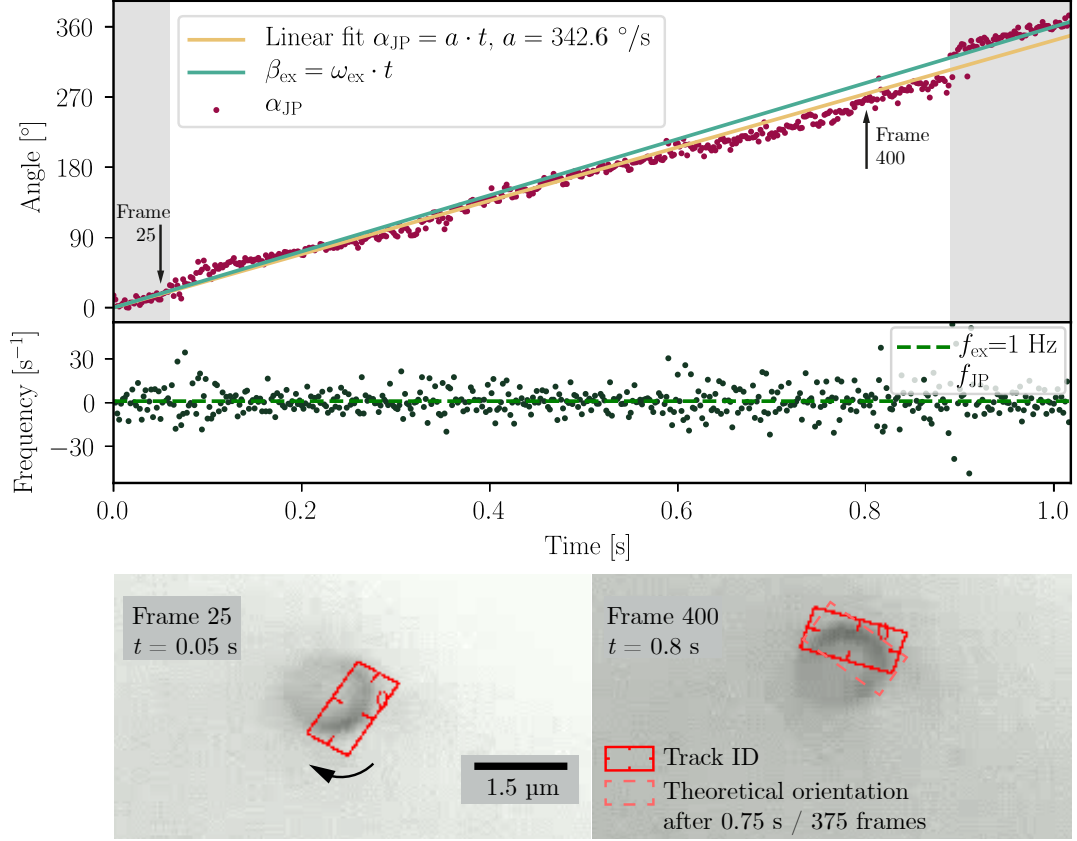 360
270
180
90
0
Angle [°]
Linear fit α_JP = a · t, a = 342.6 °/s
β_ex = ω_ex · t
α_JP
Frame
25
Frame
400
30
0
−30
Frequency [s⁻¹]
f_ex=1 Hz
f_JP
0.0 0.2 0.4 0.6 0.8 1.0
Time [s]
Frame 25
t = 0.05 s
1.5 µm
Frame 400
t = 0.8 s
Track ID
Theoretical orientation
after 0.75 s / 375 frames